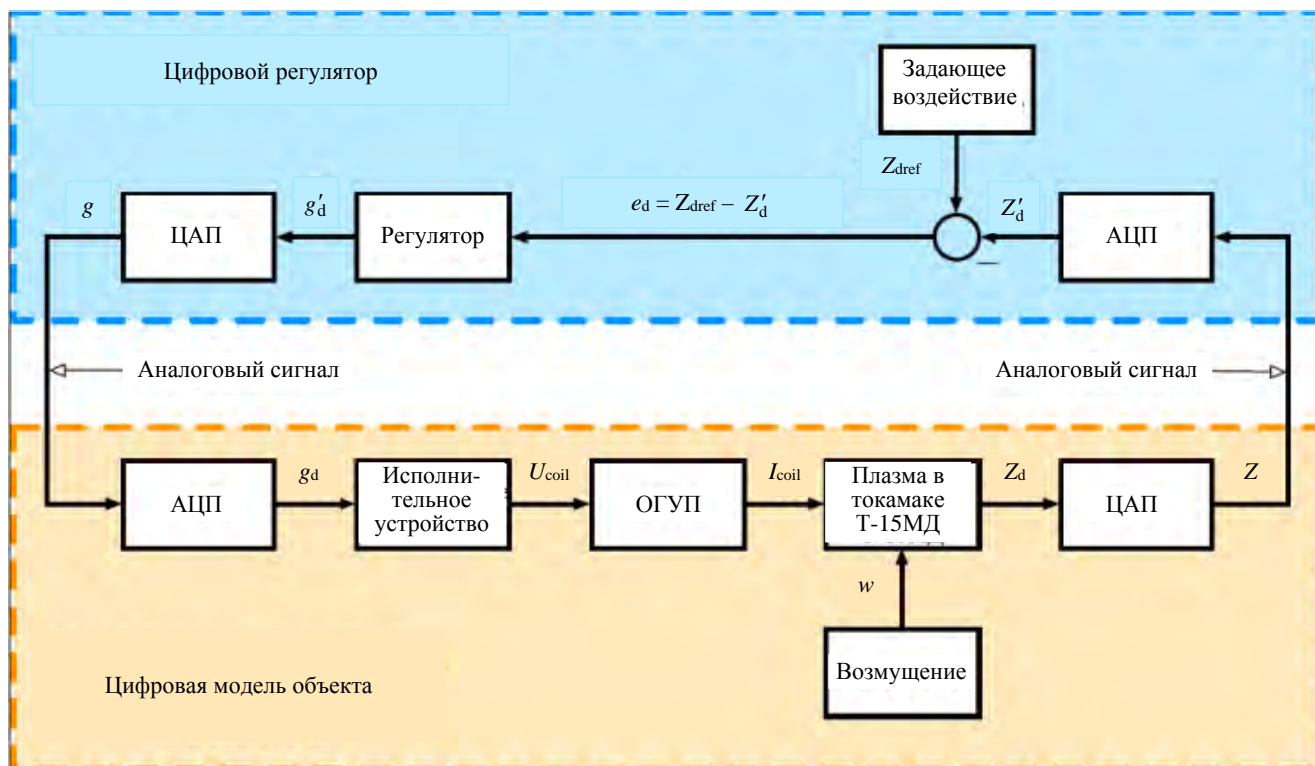 Цифровой регулятор
Задающее
воздействие
Z_dref
g
g′_d
e_d = Z_dref – Z′_d
Z′_d
ЦАП
Регулятор
АЦП
–
Аналоговый сигнал
Аналоговый сигнал
АЦП
g_d
Исполни-
тельное
устройство
U_coil
ОГУП
I_coil
Плазма в
токамаке
Т-15МД
Z_d
ЦАП
Z
w
Возмущение
Цифровая модель объекта